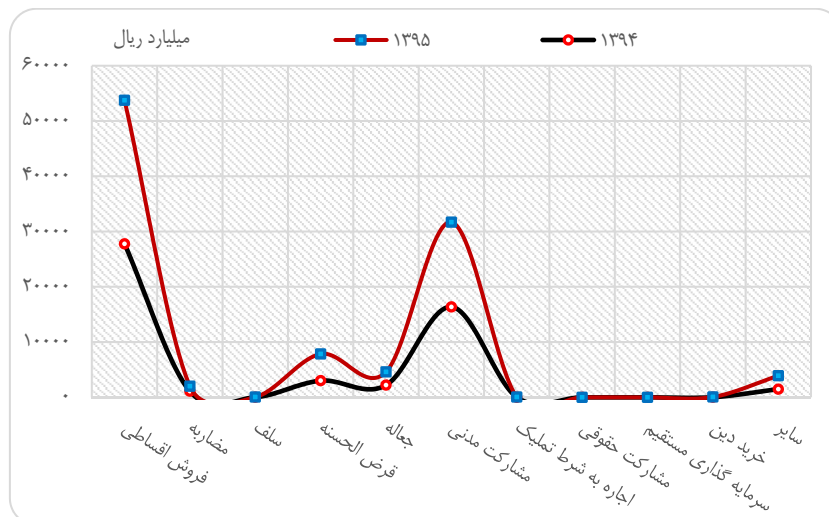 میلیارد ریال
۱۳۹۵
۱۳۹۴
۶۰۰۰۰
۵۰۰۰۰
۴۰۰۰۰
۳۰۰۰۰
۲۰۰۰۰
۱۰۰۰۰
۰
فروش اقساطی
مضاربه
سلف
قرض الحسنه
جعاله
مشارکت مدنی
اجاره به شرط تملیک
مشارکت حقوقی
سرمایه گذاری مستقیم
خرید دین
سایر